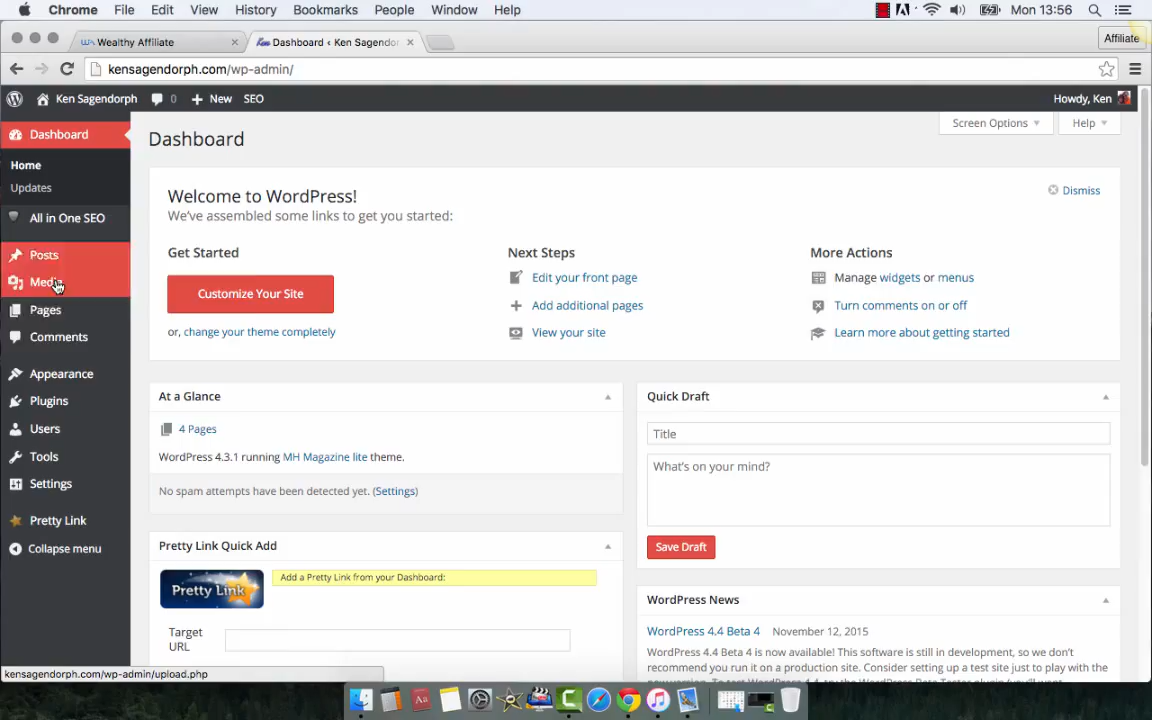 Chrome File Edit View History Bookmarks People Window Help Mon 13:56
Wealthy Affiliate Dashboard ‹ Ken Sagendorp Affiliate
kensagendorph.com/wp-admin/
Ken Sagendorph 0 New SEO Howdy, Ken
Dashboard
Home
Updates
All in One SEO
Posts
Media
Pages
Comments
Appearance
Plugins
Users
Tools
Settings
Pretty Link
Collapse menu
Screen Options Help
Dashboard
Welcome to WordPress!
Dismiss
We've assembled some links to get you started:
Get Started
Customize Your Site
or, change your theme completely
Next Steps
Edit your front page
Add additional pages
View your site
More Actions
Manage widgets or menus
Turn comments on or off
Learn more about getting started
At a Glance
4 Pages
WordPress 4.3.1 running MH Magazine lite theme.
No spam attempts have been detected yet. (Settings)
Pretty Link Quick Add
Pretty Link
Add a Pretty Link from your Dashboard:
Target
URL
Quick Draft
Title
What's on your mind?
Save Draft
WordPress News
WordPress 4.4 Beta 4 November 12, 2015
WordPress 4.4 Beta 4 is now available! This software is still in development, so we don't
recommend you run it on a production site. Consider setting up a test site just to play with the
kensagendorph.com/wp-admin/upload.php